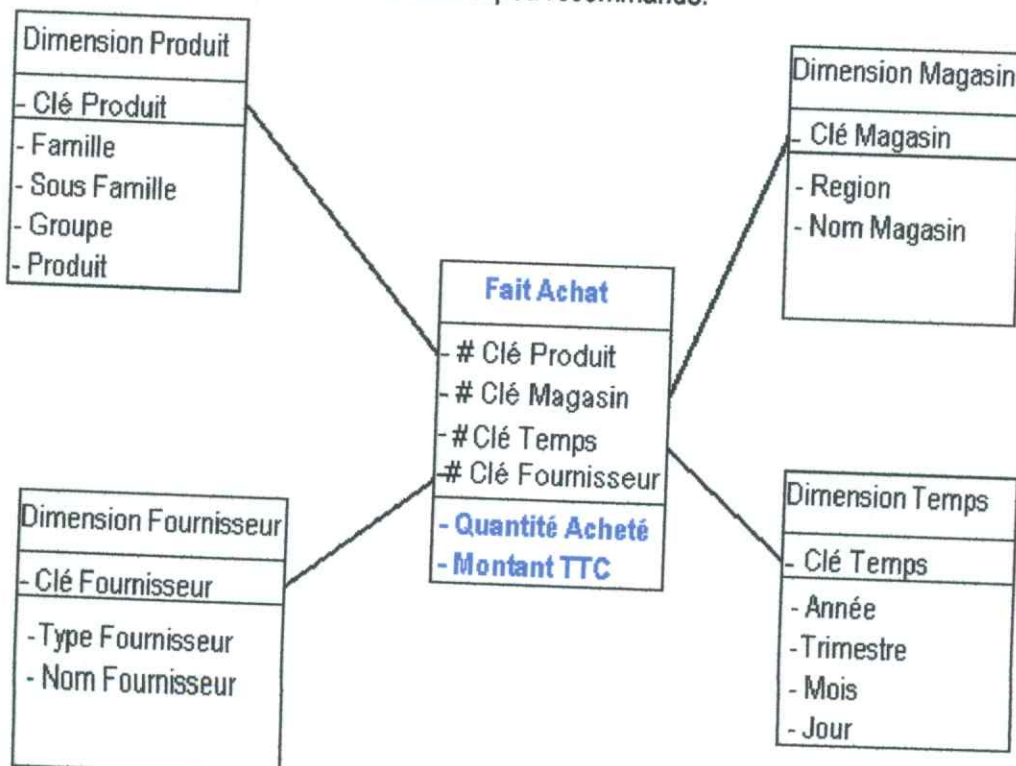 recommandé.
Dimension Produit
- Clé Produit
- Famille
- Sous Famille
- Groupe
- Produit
Dimension Magasin
- Clé Magasin
- Region
- Nom Magasin
Fait Achat
- # Clé Produit
- # Clé Magasin
- #Clé Temps
- # Clé Fournisseur
- Quantité Acheté
- Montant TTC
Dimension Fournisseur
- Clé Fournisseur
- Type Fournisseur
- Nom Fournisseur
Dimension Temps
- Clé Temps
- Année
- Trimestre
- Mois
- Jour